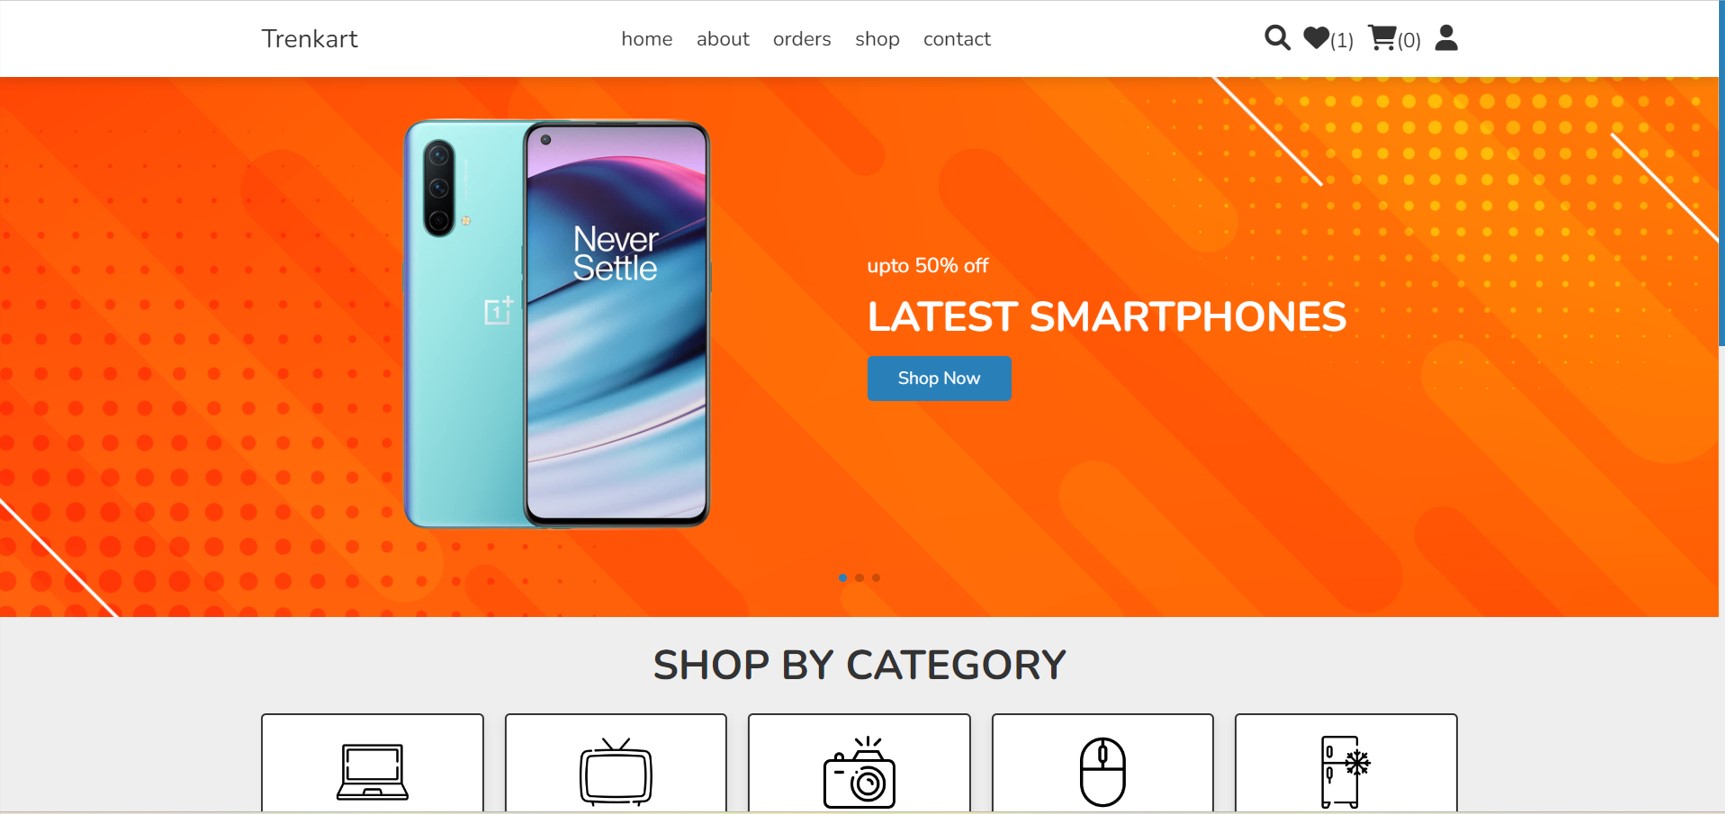 Trenkart home about orders shop contact (1) (0)
Never
Settle
1+
upto 50% off
LATEST SMARTPHONES
Shop Now
SHOP BY CATEGORY